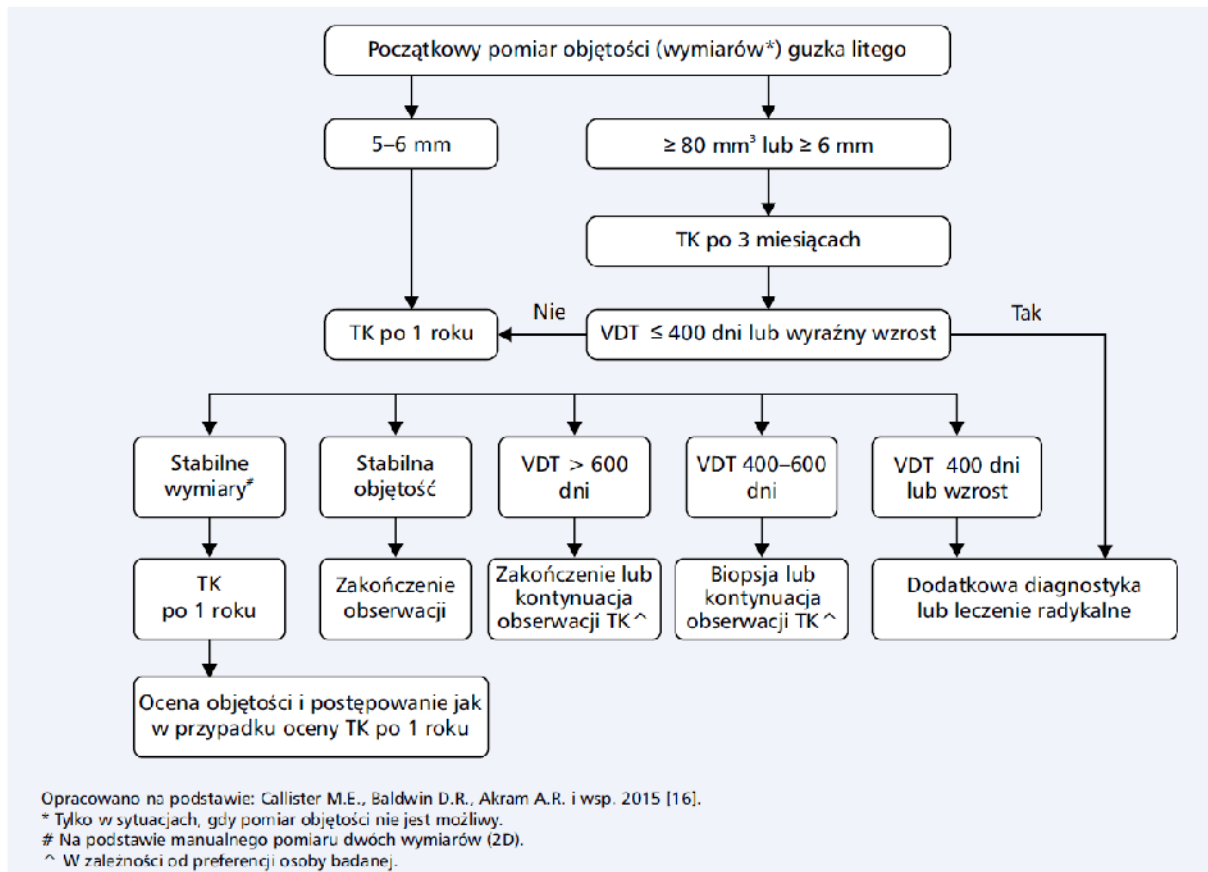 Początkowy pomiar objętości (wymiarów*) guzka litego
5–6 mm
≥ 80 mm³ lub ≥ 6 mm
TK po 3 miesiącach
TK po 1 roku
Nie
VDT ≤ 400 dni lub wyraźny wzrost
Tak
Stabilne
wymiary#
Stabilna
objętość
VDT > 600
dni
VDT 400–600
dni
VDT 400 dni
lub wzrost
TK
po 1 roku
Zakończenie
obserwacji
Zakończenie lub
kontynuacja
obserwacji TK^
Biopsja lub
kontynuacja
obserwacji TK^
Dodatkowa diagnostyka
lub leczenie radykalne
Ocena objętości i postępowanie jak
w przypadku oceny TK po 1 roku
Opracowano na podstawie: Callister M.E., Baldwin D.R., Akram A.R. i wsp. 2015 [16].
* Tylko w sytuacjach, gdy pomiar objętości nie jest możliwy.
# Na podstawie manualnego pomiaru dwóch wymiarów (2D).
^ W zależności od preferencji osoby badanej.